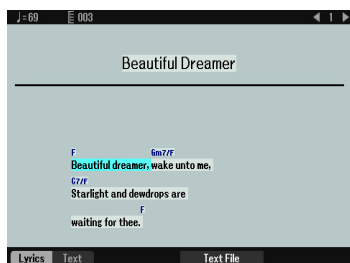 ♩=69 003 1
Beautiful Dreamer
F Gm7/F
Beautiful dreamer, wake unto me,
C7/F
Starlight and dewdrops are
F
waiting for thee.
Lyrics Text Text File